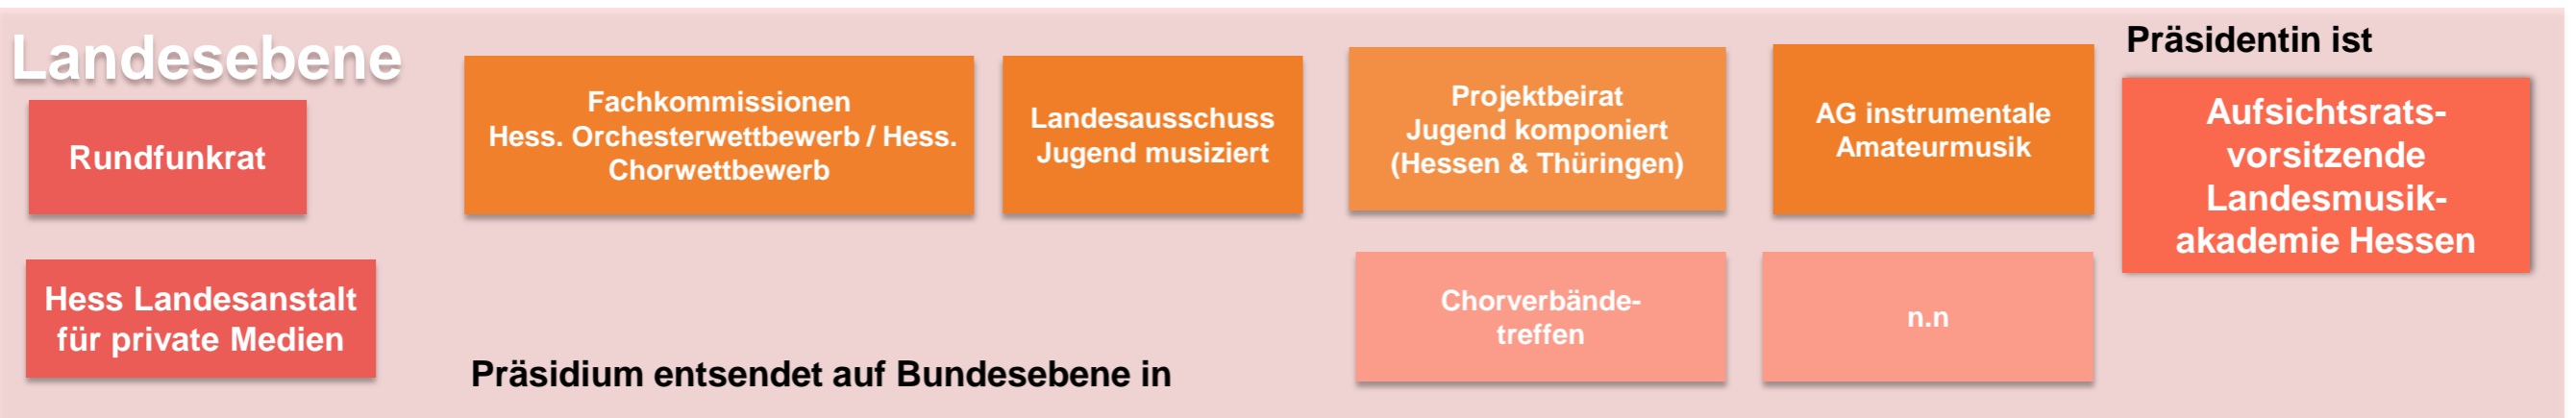 Landesebene
Rundfunkrat
Hess Landesanstalt
für private Medien
Fachkommissionen
Hess. Orchesterwettbewerb / Hess.
Chorwettbewerb
Landesausschuss
Jugend musiziert
Projektbeirat
Jugend komponiert
(Hessen & Thüringen)
AG instrumentale
Amateurmusik
Chorverbände-
treffen
n.n
Präsidentin ist
Aufsichtsrats-
vorsitzende
Landesmusik-
akademie Hessen
Präsidium entsendet auf Bundesebene in